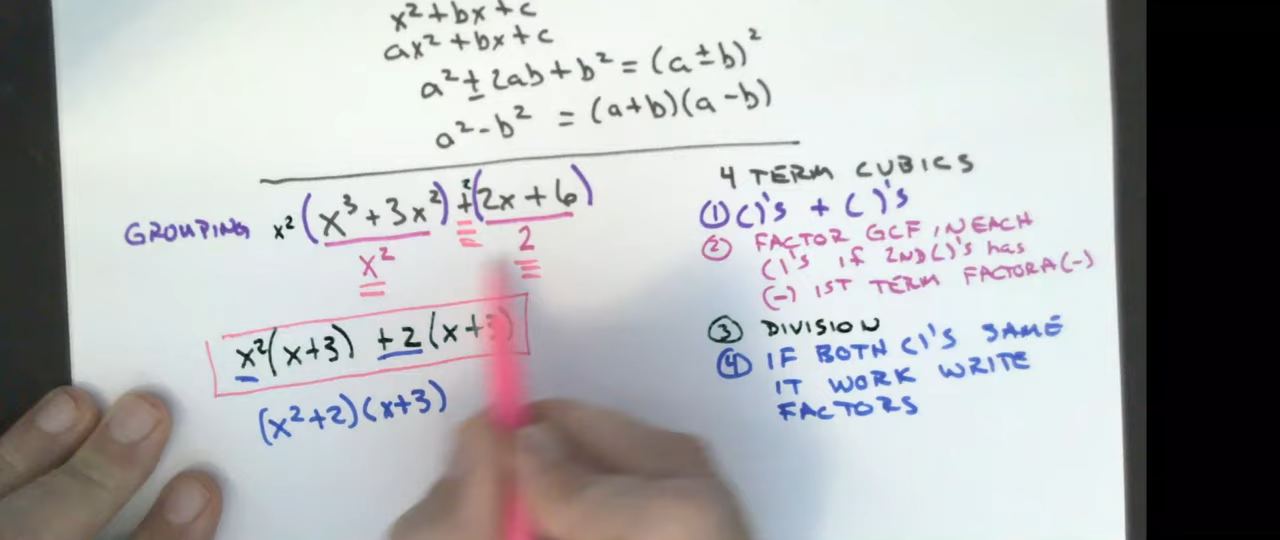 x²+bx+c
ax²+bx+c
a²±2ab+b²=(a±b)²
a²-b² =(a+b)(a-b)
GROUPING x²(x³+3x²)+²(2x+6)
x² 2
x²(x+3) +2(x+3)
(x²+2)(x+3)
4 TERM CUBICS
① ( )'s + ( )'s
② FACTOR GCF IN EACH
( )'s if 2ND ( )'s has
(-) 1ST TERM FACTOR A (-)
③ DIVISION
④ IF BOTH ( )'s SAME
IT WORK WRITE
FACTORS